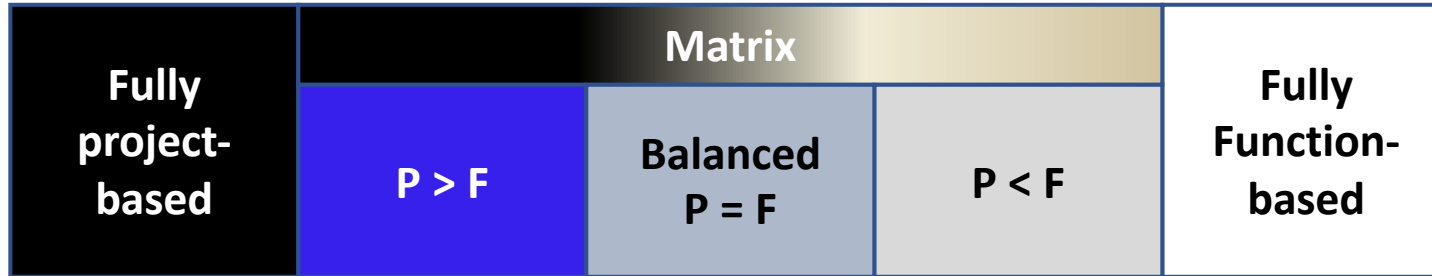 Fully
project-
based
Matrix
P > F
Balanced
P = F
P < F
Fully
Function-
based